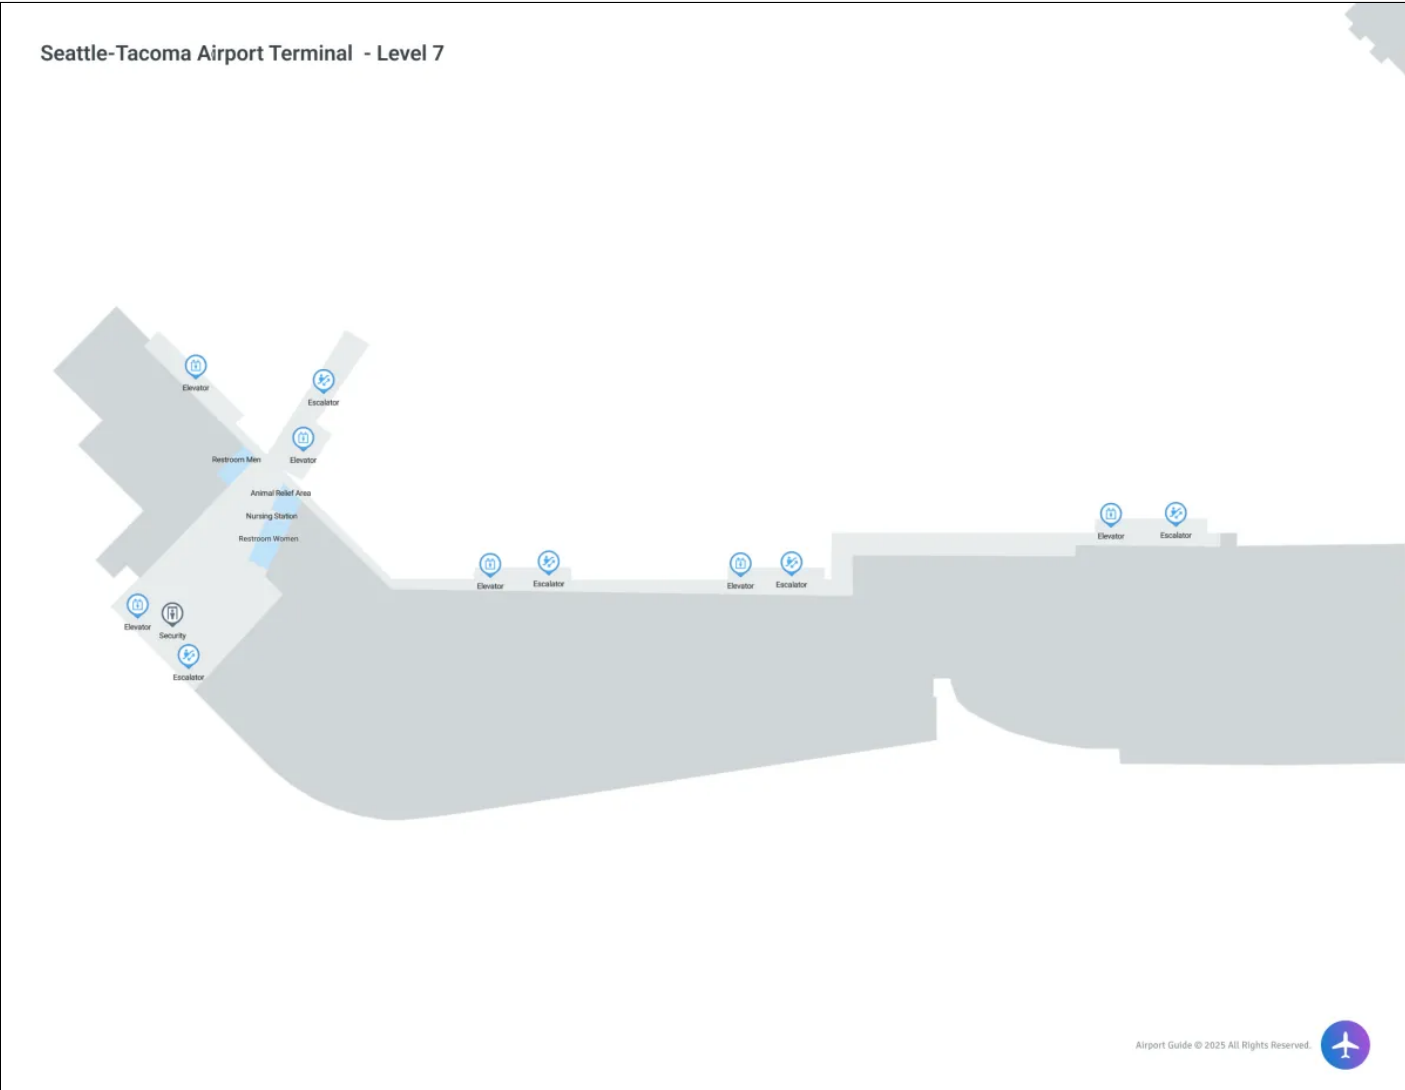 Seattle-Tacoma Airport Terminal - Level 7
Elevator
Escalator
Restroom Men
Elevator
Animal Relief Area
Nursing Station
Restroom Women
Elevator
Escalator
Elevator
Escalator
Elevator
Escalator
Elevator
Security
Escalator
Airport Guide © 2025 All Rights Reserved.